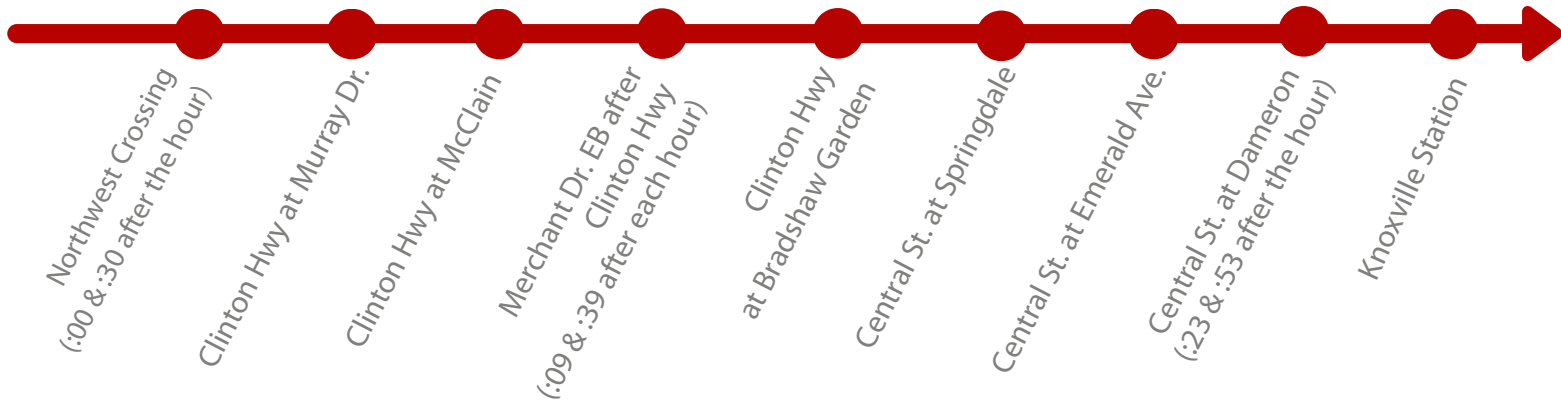 Northwest Crossing
(:00 & :30 after the hour)
Clinton Hwy at Murray Dr.
Clinton Hwy at McClain
Merchant Dr. EB after
Clinton Hwy
(:09 & :39 after each hour)
Clinton Hwy
at Bradshaw Garden
Central St. at Springdale
Central St. at Emerald Ave.
Central St. at Dameron
(:23 & :53 after the hour)
Knoxville Station